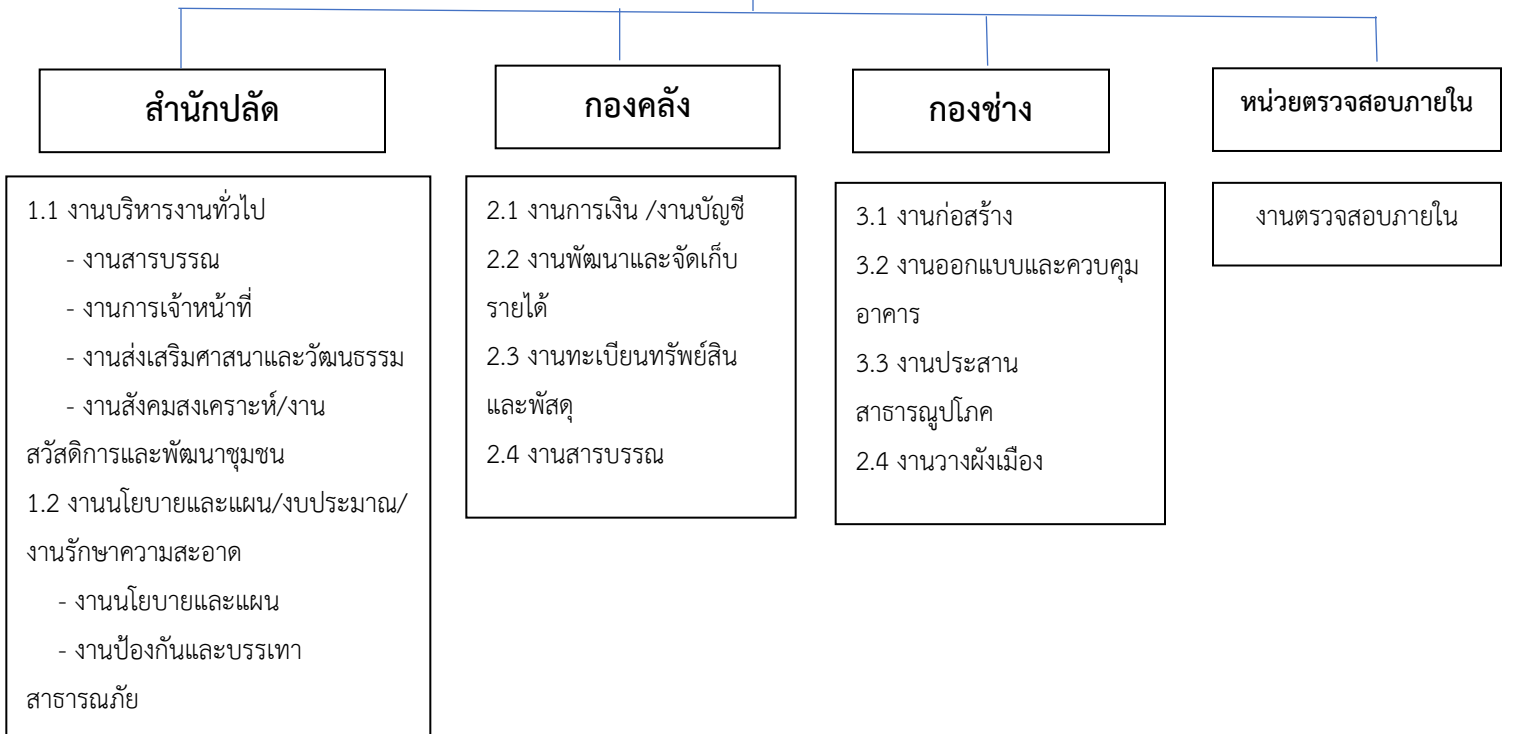 สำนักปลัด
กองคลัง
กองช่าง
หน่วยตรวจสอบภายใน
1.1 งานบริหารงานทั่วไป
- งานสารบรรณ
- งานการเจ้าหน้าที่
- งานส่งเสริมศาสนาและวัฒนธรรม
- งานสังคมสงเคราะห์/งาน
สวัสดิการและพัฒนาชุมชน
1.2 งานนโยบายและแผน/งบประมาณ/
งานรักษาความสะอาด
- งานนโยบายและแผน
- งานป้องกันและบรรเทา
สาธารณภัย
2.1 งานการเงิน /งานบัญชี
2.2 งานพัฒนาและจัดเก็บ
รายได้
2.3 งานทะเบียนทรัพย์สิน
และพัสดุ
2.4 งานสารบรรณ
3.1 งานก่อสร้าง
3.2 งานออกแบบและควบคุม
อาคาร
3.3 งานประสาน
สาธารณูปโภค
2.4 งานวางผังเมือง
งานตรวจสอบภายใน